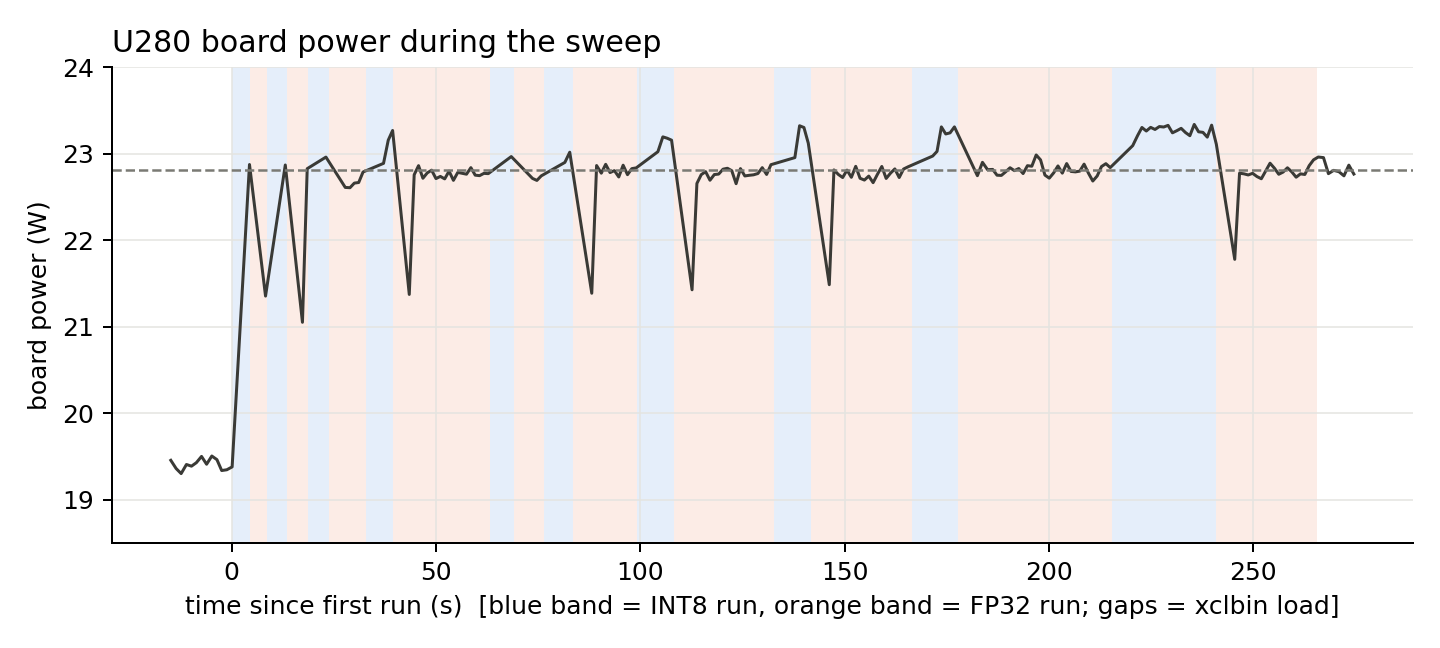 U280 board power during the sweep
24
23
22
21
20
19
board power (W)
0 50 100 150 200 250
time since first run (s)  [blue band = INT8 run, orange band = FP32 run; gaps = xclbin load]